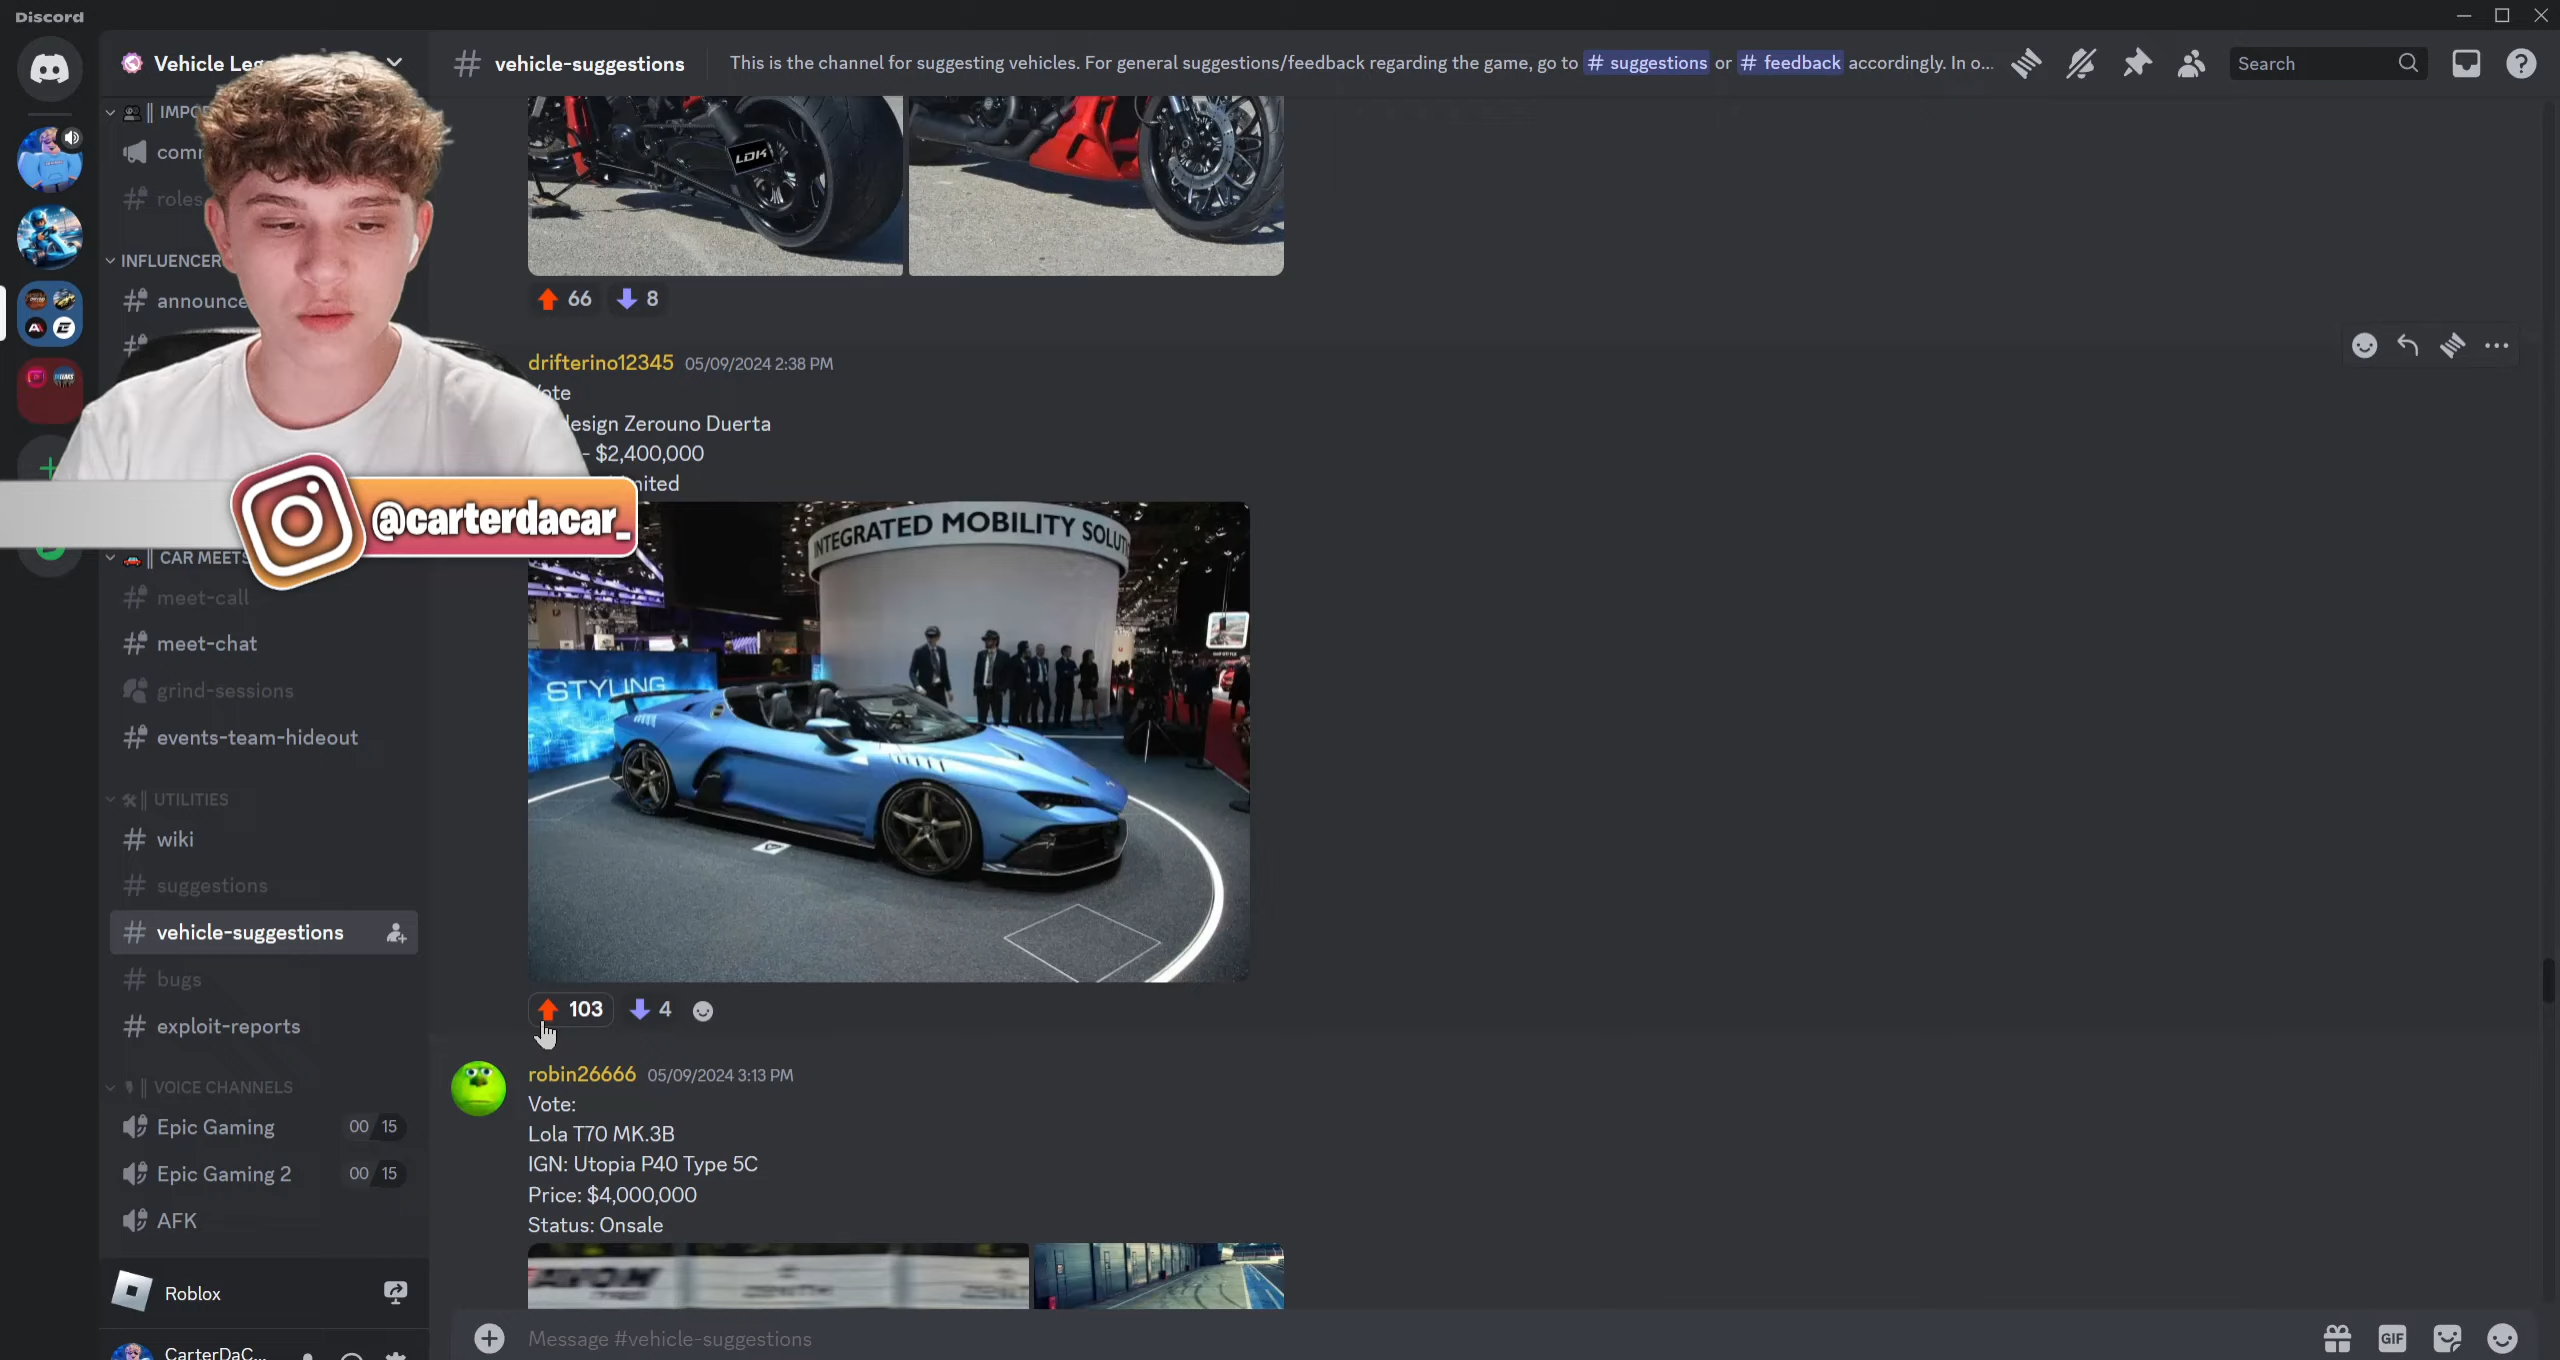 Discord
Vehicle Leg
vehicle-suggestions
This is the channel for suggesting vehicles. For general suggestions/feedback regarding the game, go to # suggestions or # feedback accordingly. In o...
Search
IMPO
comm
roles
INFLUENCER
announce
CAR MEETS
meet-call
meet-chat
grind-sessions
events-team-hideout
UTILITIES
wiki
suggestions
vehicle-suggestions
bugs
exploit-reports
VOICE CHANNELS
Epic Gaming 00 15
Epic Gaming 2 00 15
AFK
Roblox
CarterDaC...
@carterdacar_
LDK
66 8
drifterino12345 05/09/2024 2:38 PM
ote
esign Zerouno Duerta
- $2,400,000
ited
INTEGRATED MOBILITY SOLUT
STYLING
103 4
robin26666 05/09/2024 3:13 PM
Vote:
Lola T70 MK.3B
IGN: Utopia P40 Type 5C
Price: $4,000,000
Status: Onsale
Message #vehicle-suggestions
GIF